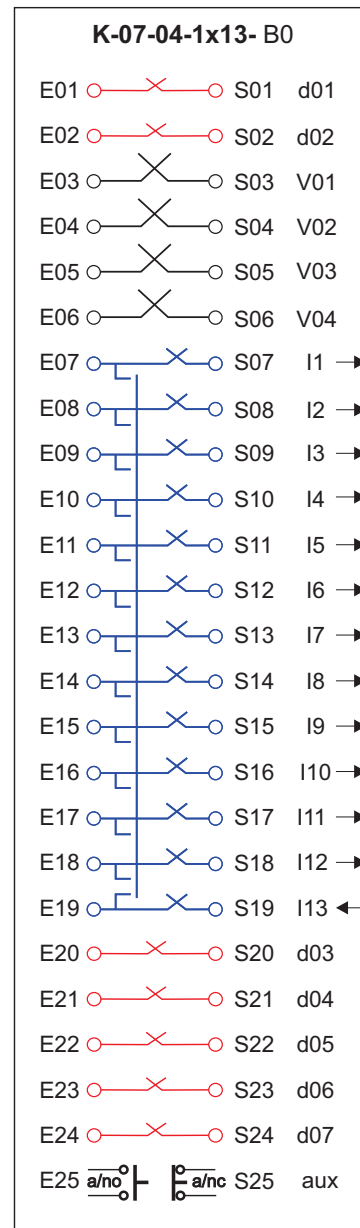 K-07-04-1x13- B0
E01 S01 d01
E02 S02 d02
E03 S03 V01
E04 S04 V02
E05 S05 V03
E06 S06 V04
E07 S07 I1
E08 S08 I2
E09 S09 I3
E10 S10 I4
E11 S11 I5
E12 S12 I6
E13 S13 I7
E14 S14 I8
E15 S15 I9
E16 S16 I10
E17 S17 I11
E18 S18 I12
E19 S19 I13
E20 S20 d03
E21 S21 d04
E22 S22 d05
E23 S23 d06
E24 S24 d07
E25 a/no a/nc S25 aux